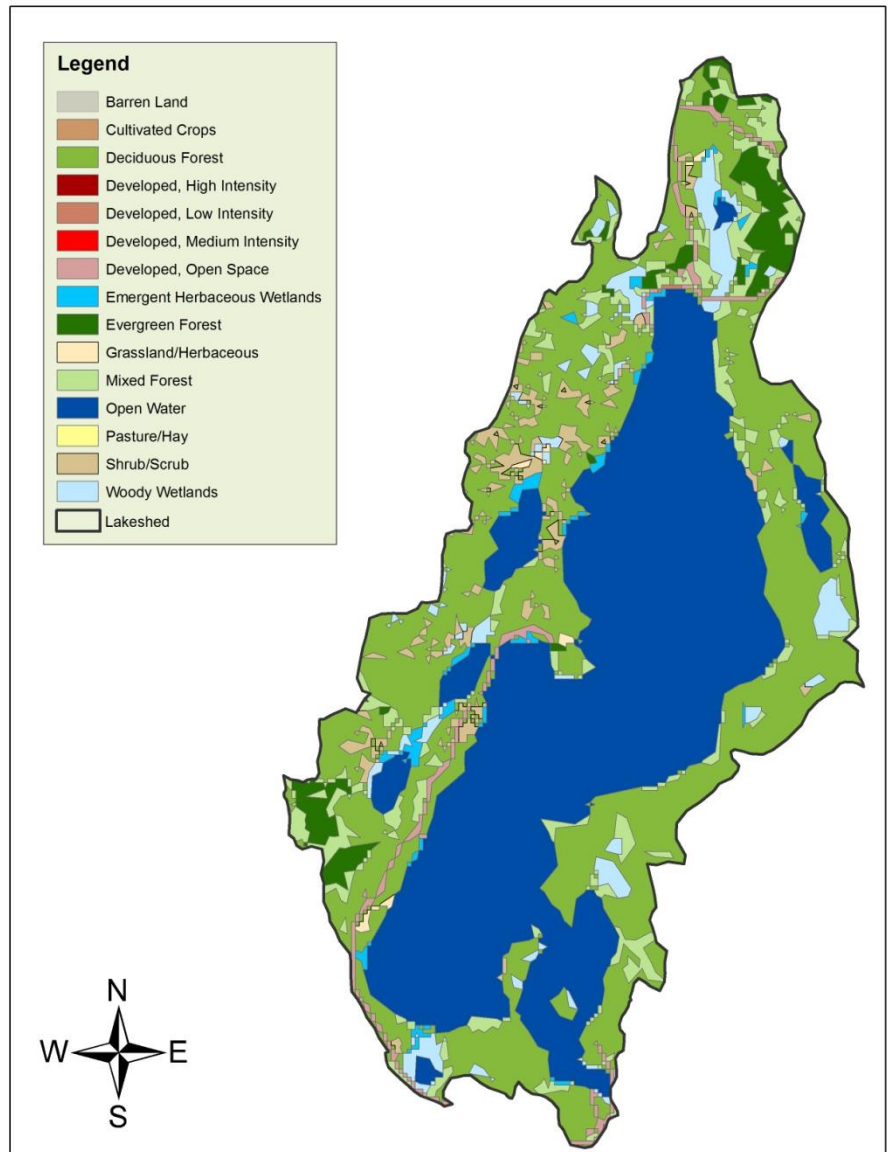 Legend
Barren Land
Cultivated Crops
Deciduous Forest
Developed, High Intensity
Developed, Low Intensity
Developed, Medium Intensity
Developed, Open Space
Emergent Herbaceous Wetlands
Evergreen Forest
Grassland/Herbaceous
Mixed Forest
Open Water
Pasture/Hay
Shrub/Scrub
Woody Wetlands
Lakeshed
N
W E
S